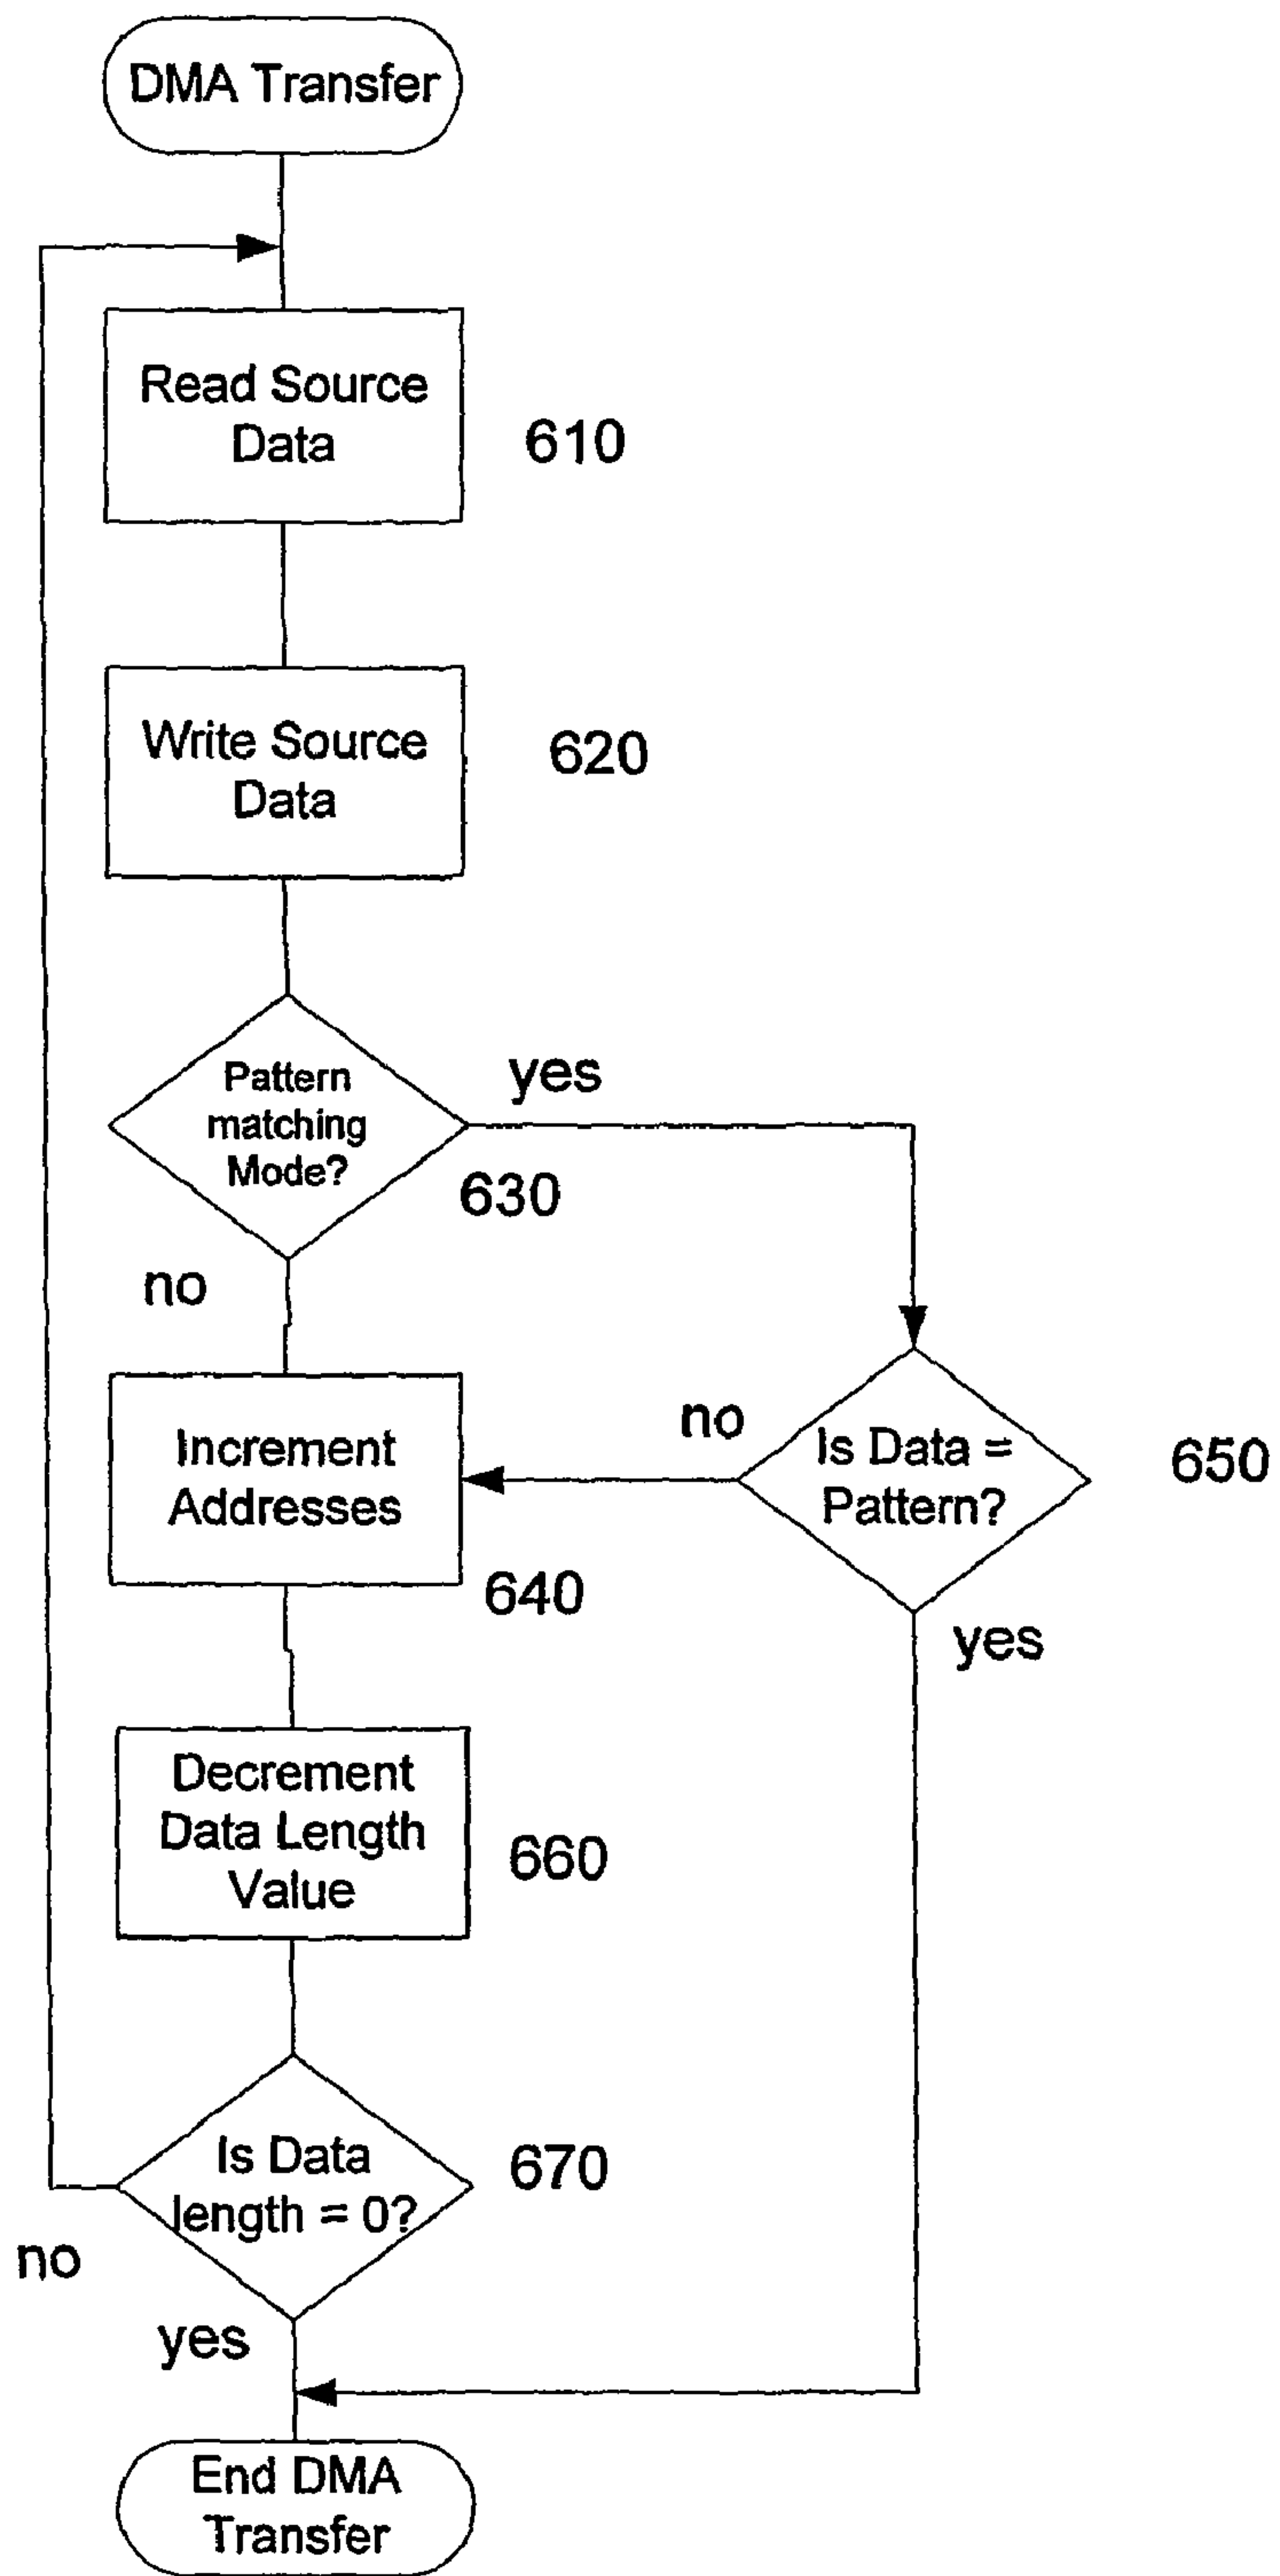 DMA Transfer
Read Source
Data
610
Write Source
Data
620
Pattern
matching
Mode?
yes
630
no
Increment
Addresses
640
no
Is Data =
Pattern?
650
yes
Decrement
Data Length
Value
660
Is Data
length = 0?
670
no
yes
End DMA
Transfer